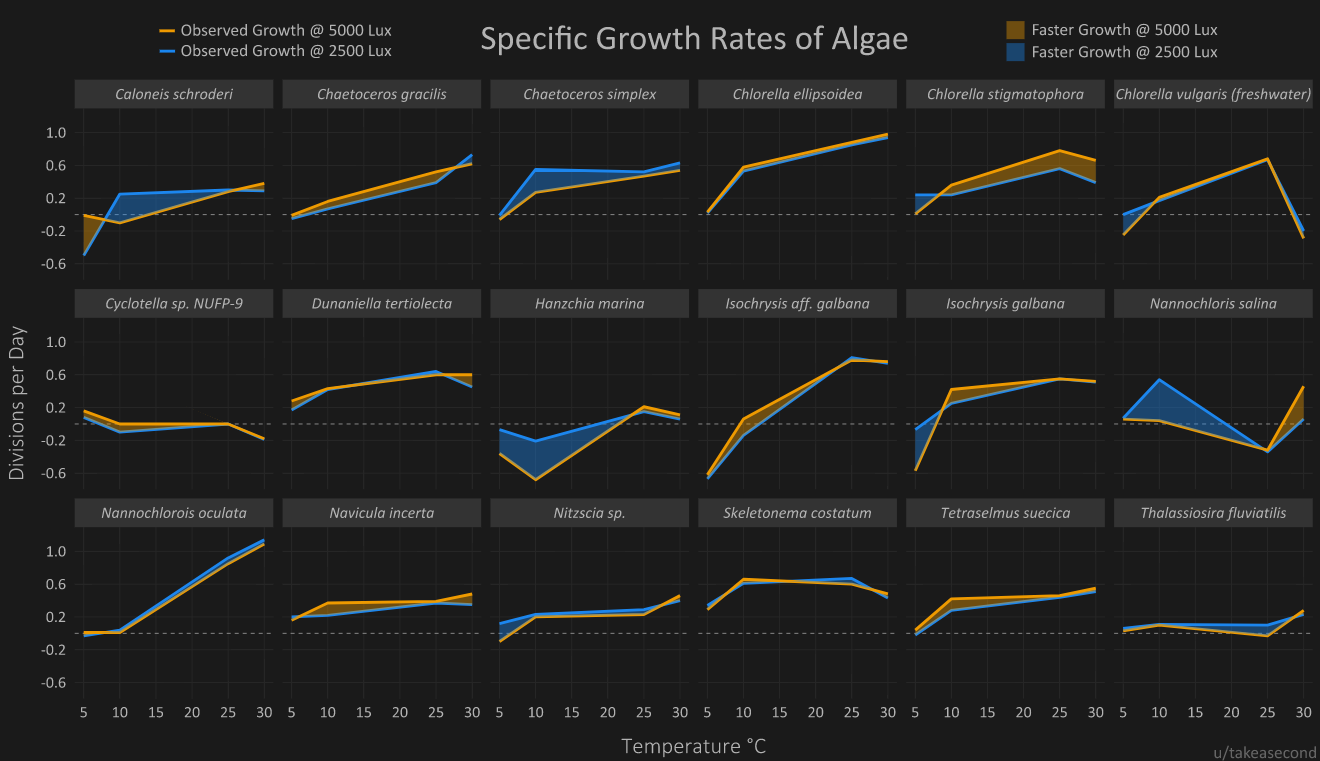 Specific Growth Rates of Algae
Observed Growth @ 5000 Lux
Observed Growth @ 2500 Lux
Faster Growth @ 5000 Lux
Faster Growth @ 2500 Lux
Caloneis schroderi
Chaetoceros gracilis
Chaetoceros simplex
Chlorella ellipsoidea
Chlorella stigmatophora
Chlorella vulgaris (freshwater)
1.0
0.6
0.2
-0.2
-0.6
Cyclotella sp. NUFP-9
Dunaniella tertiolecta
Hanzchia marina
Isochrysis aff. galbana
Isochrysis galbana
Nannochloris salina
1.0
0.6
0.2
-0.2
-0.6
Divisions per Day
Nannochlorois oculata
Navicula incerta
Nitzscia sp.
Skeletonema costatum
Tetraselmus suecica
Thalassiosira fluviatilis
1.0
0.6
0.2
-0.2
-0.6
5 10 15 20 25 30 5 10 15 20 25 30 5 10 15 20 25 30 5 10 15 20 25 30 5 10 15 20 25 30 5 10 15 20 25 30
Temperature °C
u/takeasecond